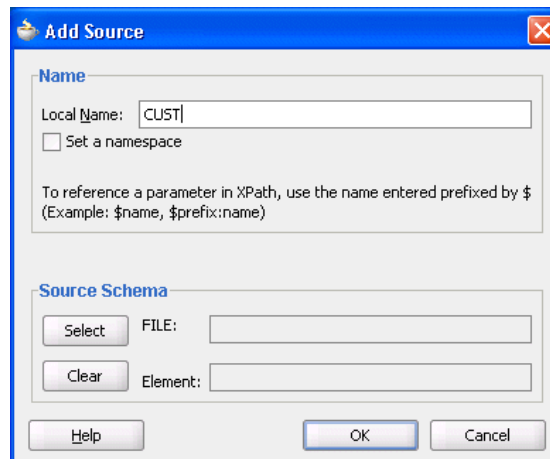 Add Source
Name
Local Name: CUST
Set a namespace
To reference a parameter in XPath, use the name entered prefixed by $
(Example: $name, $prefix:name)
Source Schema
Select FILE:
Clear Element:
Help OK Cancel